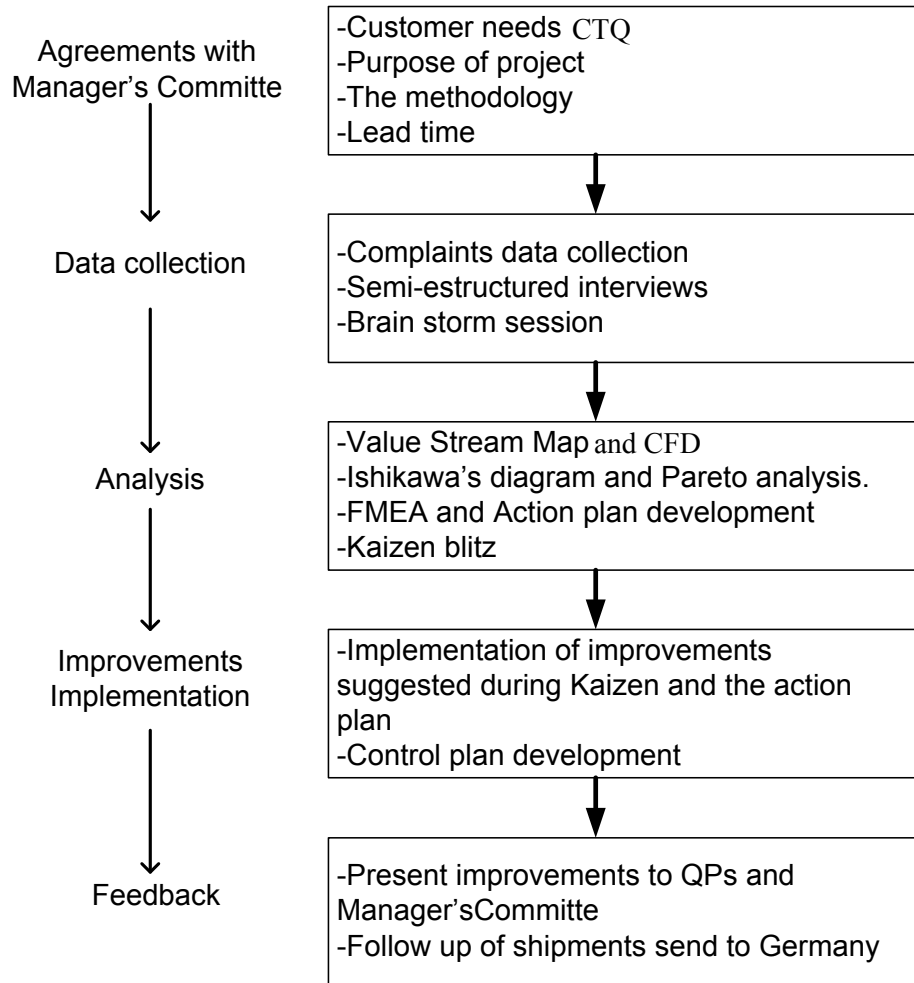 Agreements with
Manager's Committe
-Customer needs CTQ
-Purpose of project
-The methodology
-Lead time
Data collection
-Complaints data collection
-Semi-estructured interviews
-Brain storm session
Analysis
-Value Stream Map and CFD
-Ishikawa's diagram and Pareto analysis.
-FMEA and Action plan development
-Kaizen blitz
Improvements
Implementation
-Implementation of improvements
suggested during Kaizen and the action
plan
-Control plan development
Feedback
-Present improvements to QPs and
Manager'sCommitte
-Follow up of shipments send to Germany